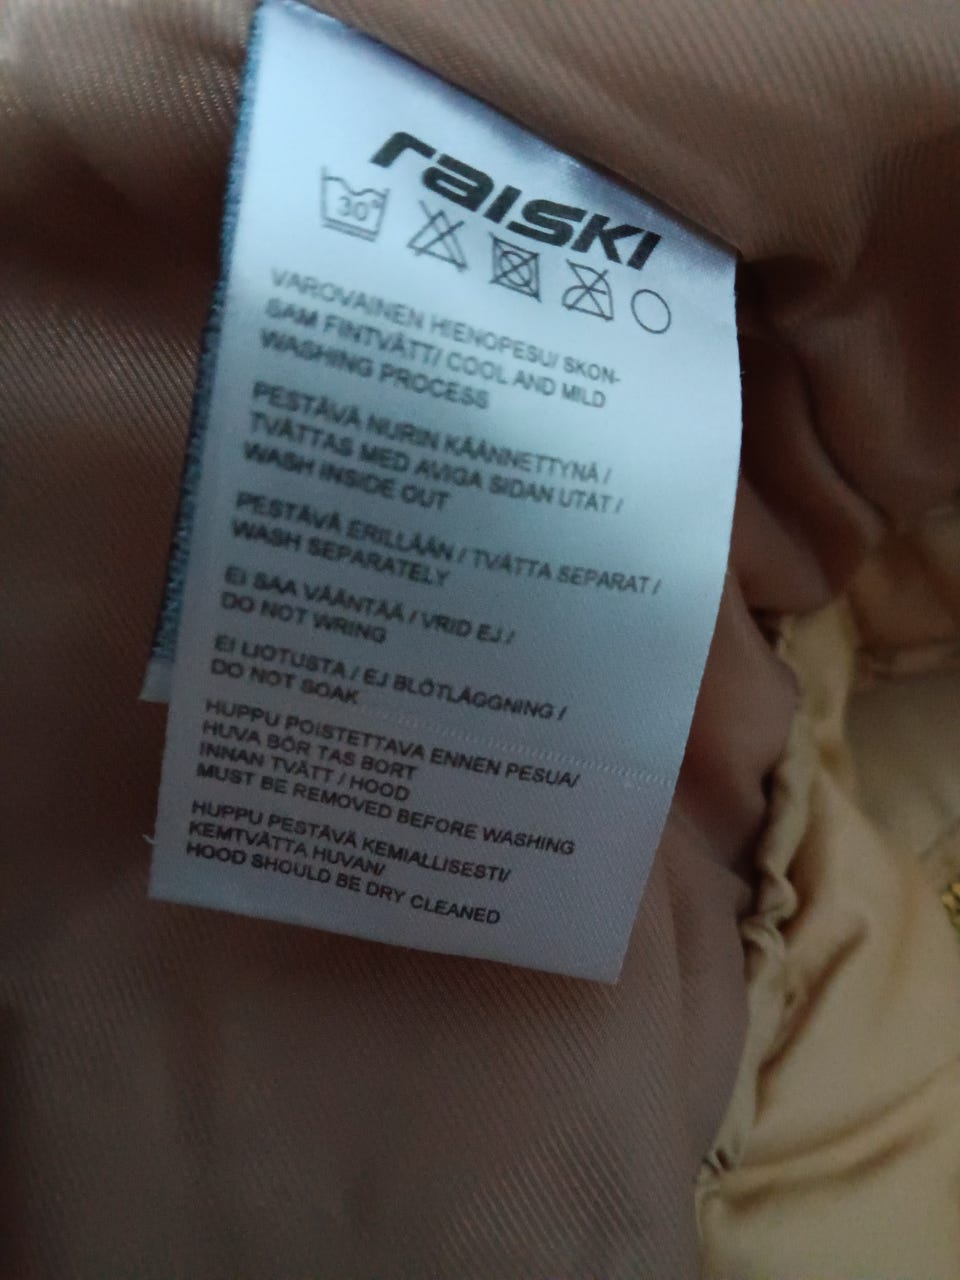 raiSKI
30°
VAROVAINEN HIENOPESU/ SKON-
SAM FINTVÄTT/ COOL AND MILD
WASHING PROCESS
PESTÄVÄ NURIN KÄÄNNETTYNÄ /
TVÄTTAS MED AVIGA SIDAN UTÅT /
WASH INSIDE OUT
PESTÄVÄ ERILLÄÄN / TVÄTTA SEPARAT /
WASH SEPARATELY
EI SAA VÄÄNTÄÄ / VRID EJ /
DO NOT WRING
EI LIOTUSTA / EJ BLÖTLÄGGNING /
DO NOT SOAK
HUPPU POISTETTAVA ENNEN PESUA/
HUVA BÖR TAS BORT
INNAN TVÄTT / HOOD
MUST BE REMOVED BEFORE WASHING
HUPPU PESTÄVÄ KEMIALLISESTI/
KEMTVÄTTA HUVAN/
HOOD SHOULD BE DRY CLEANED